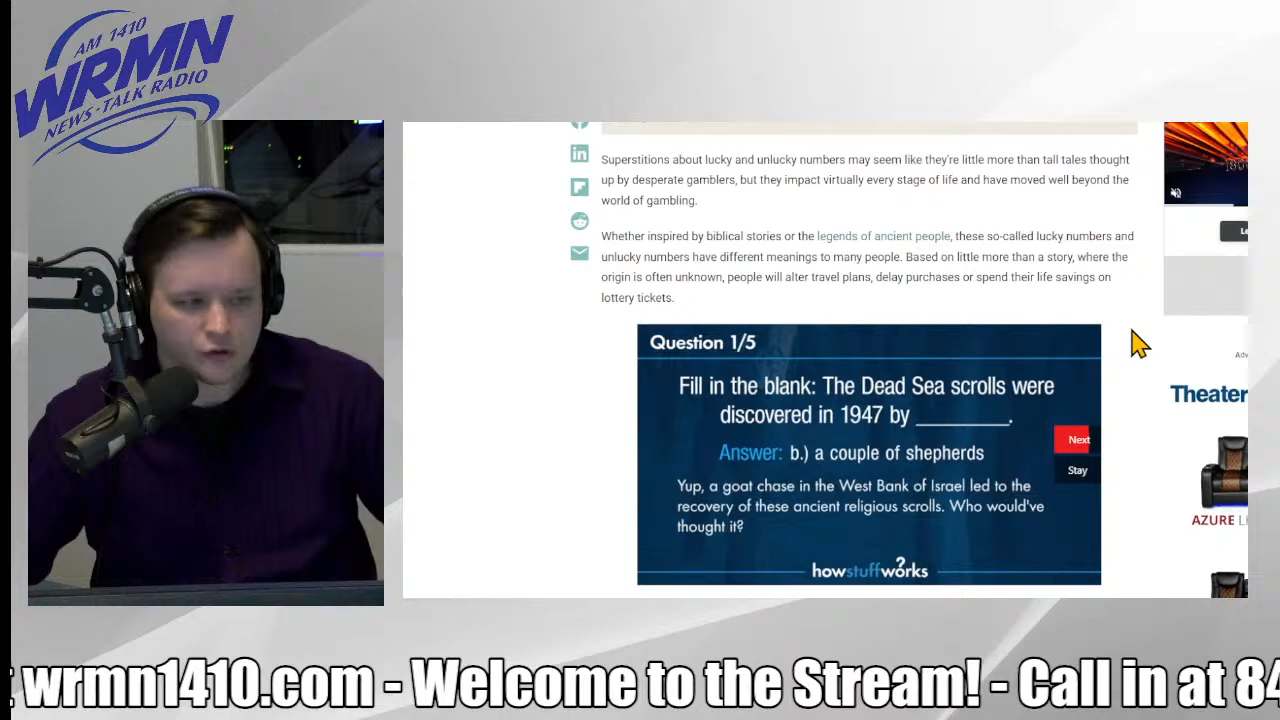 AM 1410
WRMN
NEWS·TALK RADIO
Superstitions about lucky and unlucky numbers may seem like they're little more than tall tales thought
up by desperate gamblers, but they impact virtually every stage of life and have moved well beyond the
world of gambling.
Whether inspired by biblical stories or the legends of ancient people, these so-called lucky numbers and
unlucky numbers have different meanings to many people. Based on little more than a story, where the
origin is often unknown, people will alter travel plans, delay purchases or spend their life savings on
lottery tickets.
Question 1/5
Fill in the blank: The Dead Sea scrolls were
discovered in 1947 by ________.
Answer: b.) a couple of shepherds
Yup, a goat chase in the West Bank of Israel led to the
recovery of these ancient religious scrolls. Who would've
thought it?
howstuffworks
?
Next
Stay
Le
Adv
Theater
AZURE L
wrmn1410.com - Welcome to the Stream! - Call in at 84